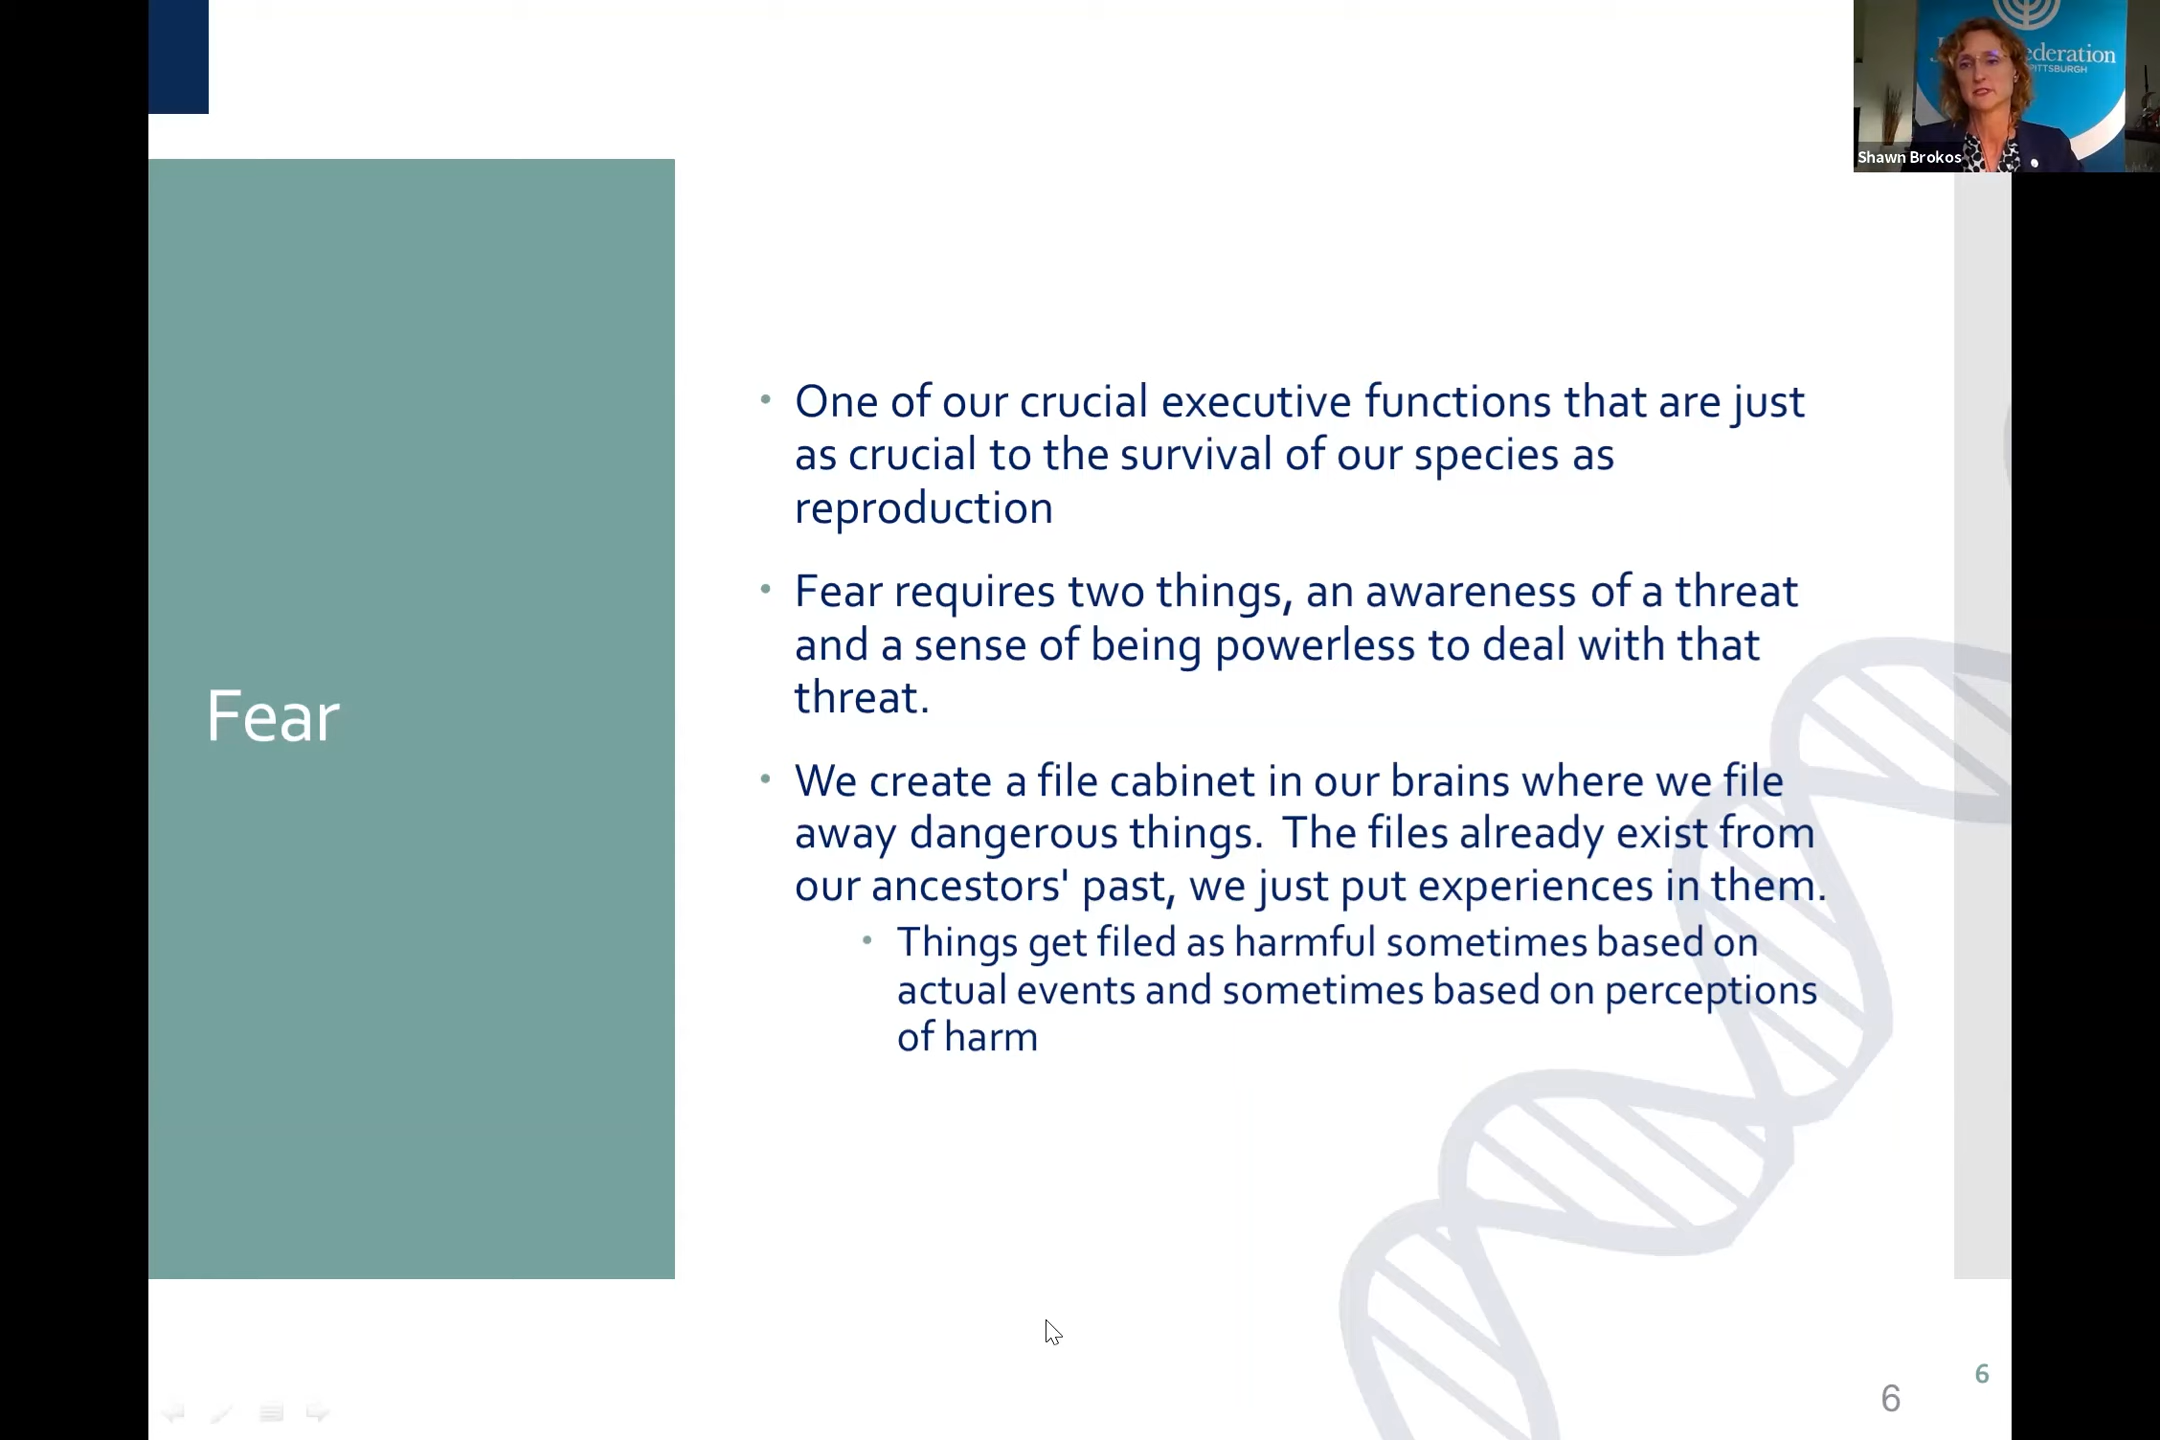 ederation
PITTSBURGH
Shawn Brokos
Fear
• One of our crucial executive functions that are just
as crucial to the survival of our species as
reproduction
• Fear requires two things, an awareness of a threat
and a sense of being powerless to deal with that
threat.
• We create a file cabinet in our brains where we file
away dangerous things. The files already exist from
our ancestors' past, we just put experiences in them.
• Things get filed as harmful sometimes based on
actual events and sometimes based on perceptions
of harm
6
6